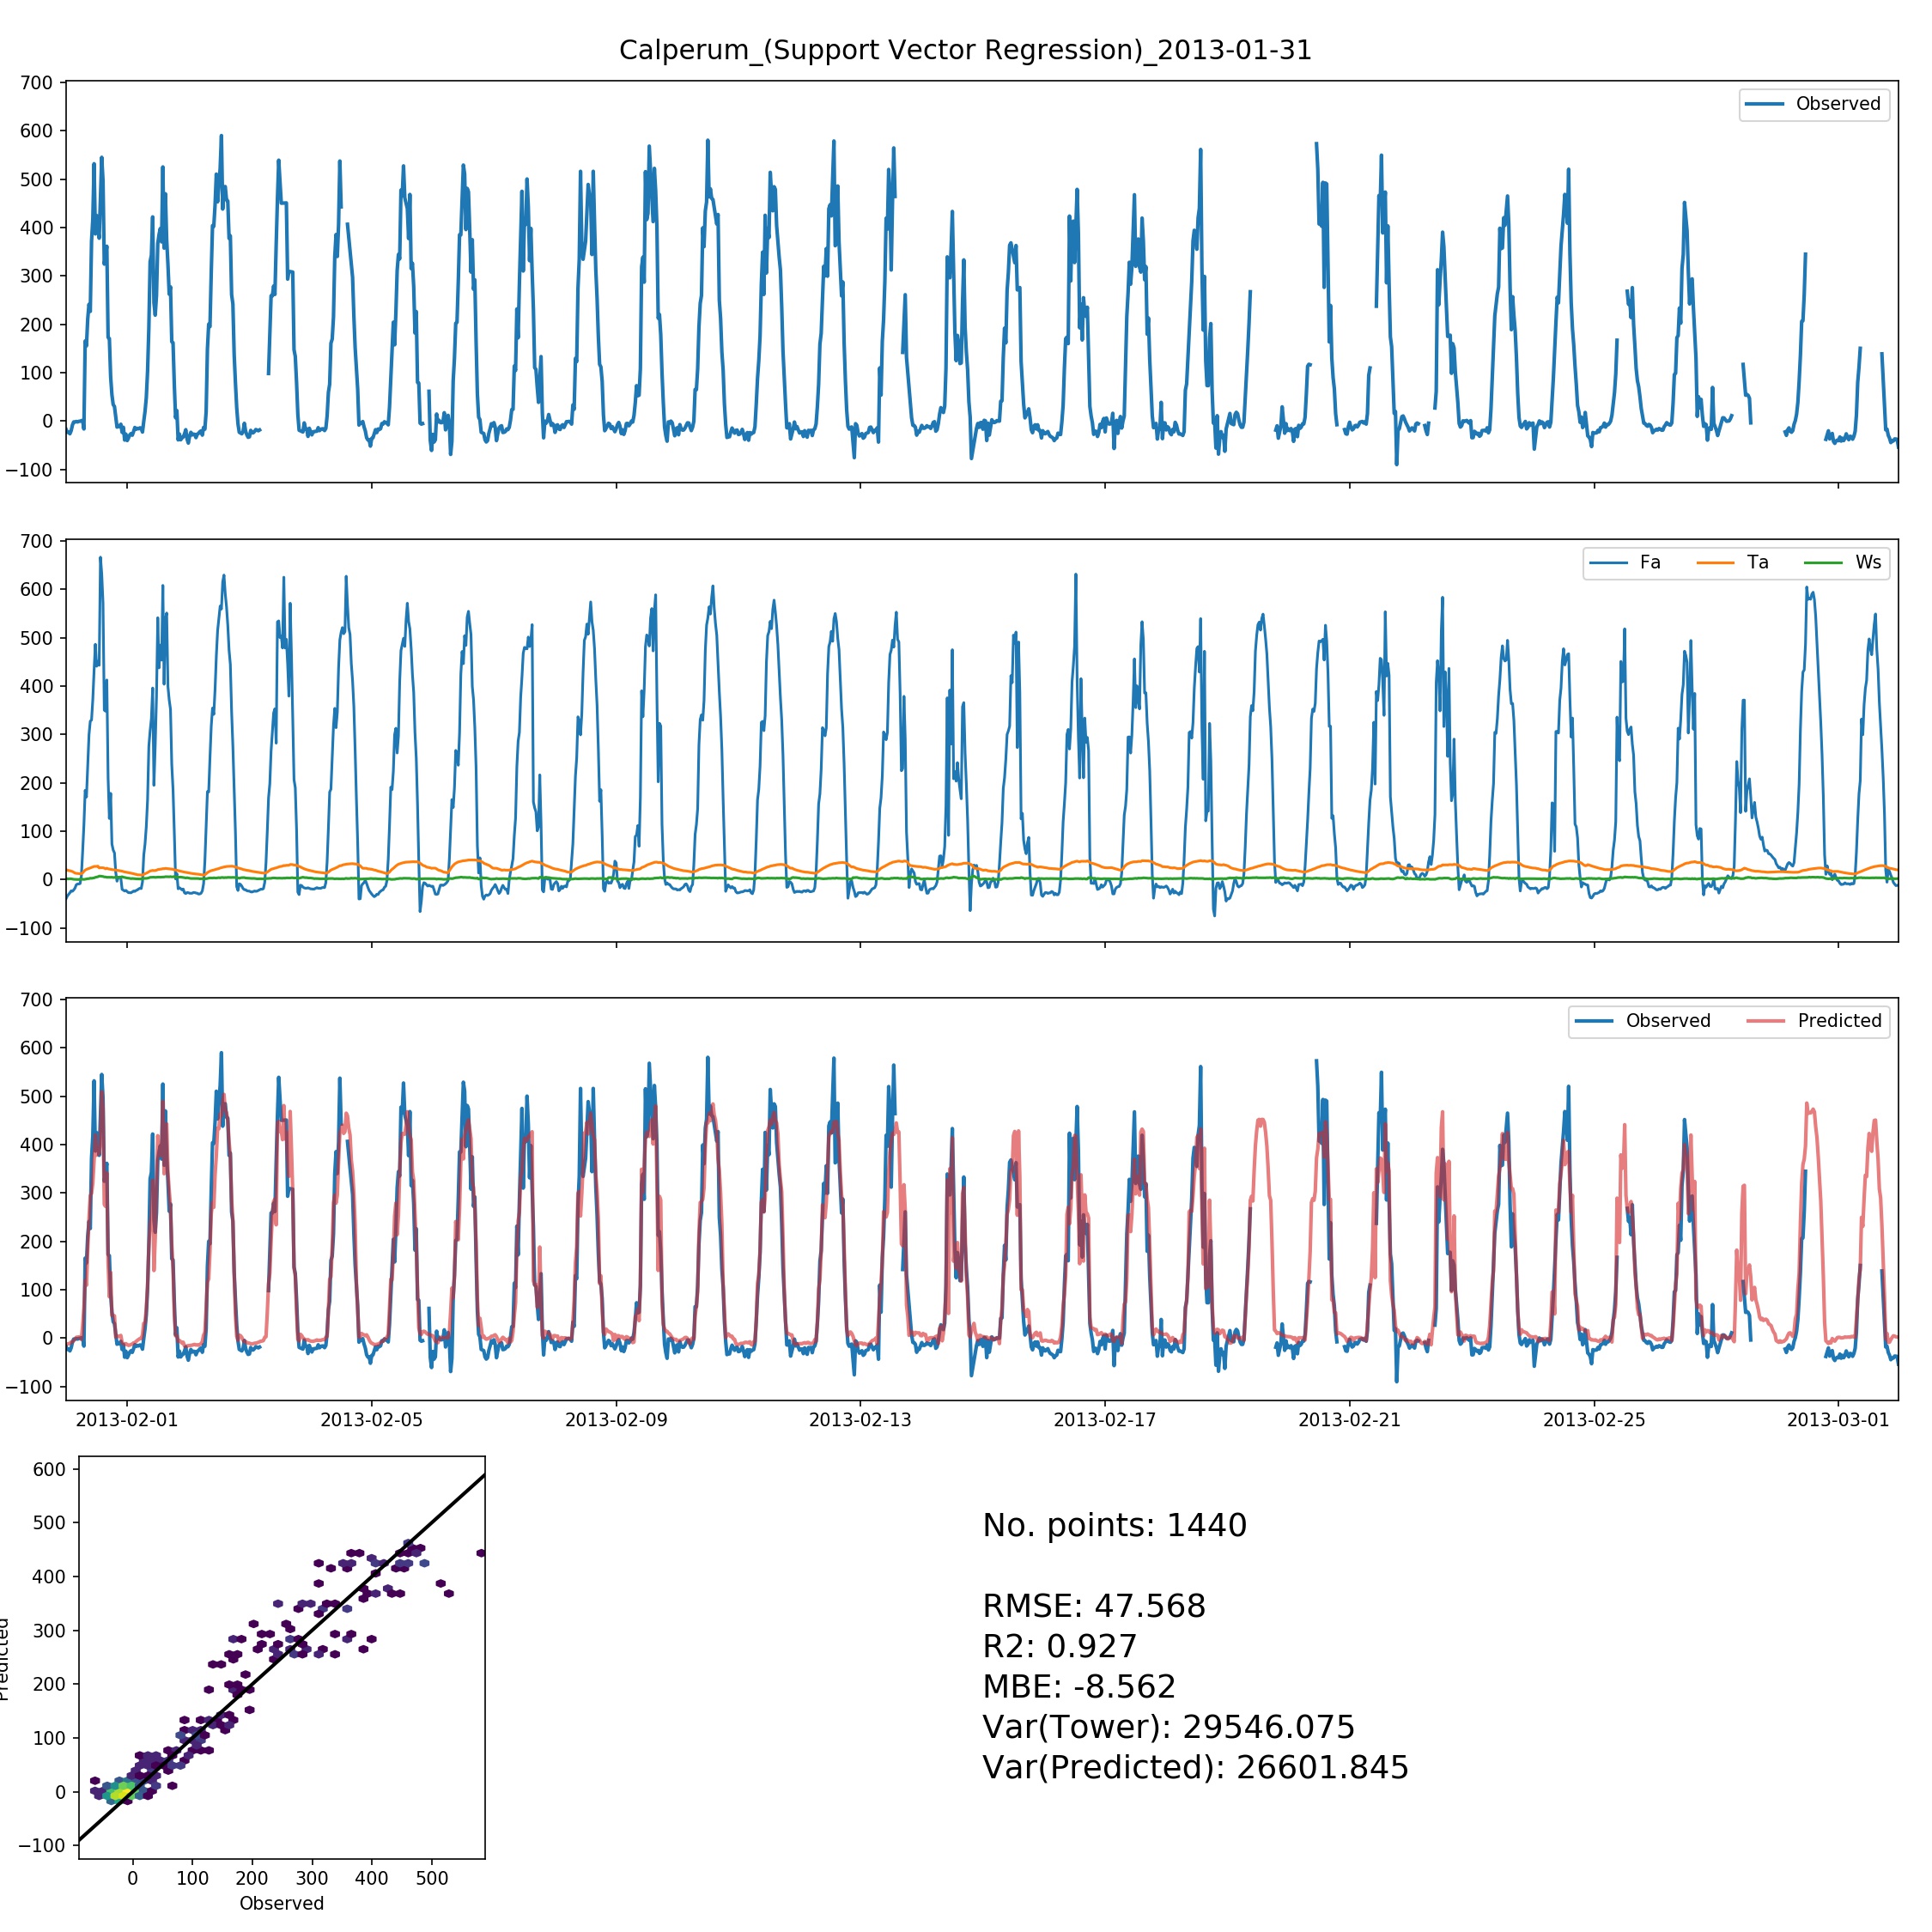 Calperum_(Support Vector Regression)_2013-01-31
700
600
500
400
300
200
100
0
−100
Observed
700
600
500
400
300
200
100
0
−100
Fa Ta Ws
700
600
500
400
300
200
100
0
−100
Observed Predicted
2013-02-01 2013-02-05 2013-02-09 2013-02-13 2013-02-17 2013-02-21 2013-02-25 2013-03-01
600
500
400
300
200
100
0
−100
Predicted
0 100 200 300 400 500
Observed
No. points: 1440
RMSE: 47.568
R2: 0.927
MBE: -8.562
Var(Tower): 29546.075
Var(Predicted): 26601.845